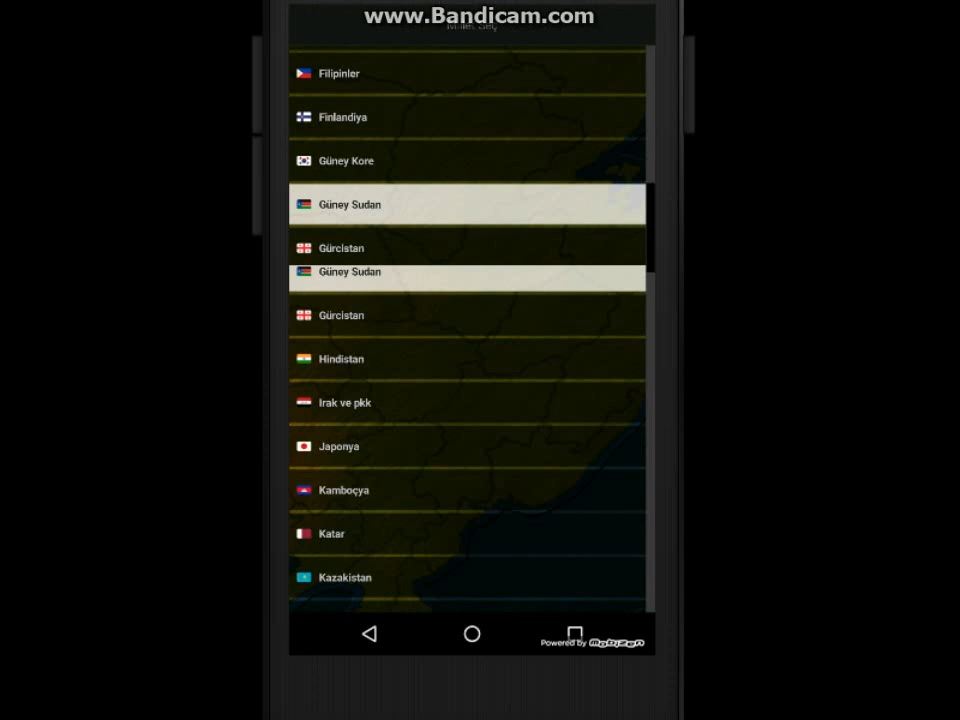 www.Bandicam.com
Filipinler
Finlandiya
Güney Kore
Güney Sudan
Gürcistan
Güney Sudan
Gürcistan
Hindistan
Irak ve pkk
Japonya
Kamboçya
Katar
Kazakistan
Powered by Mobizen